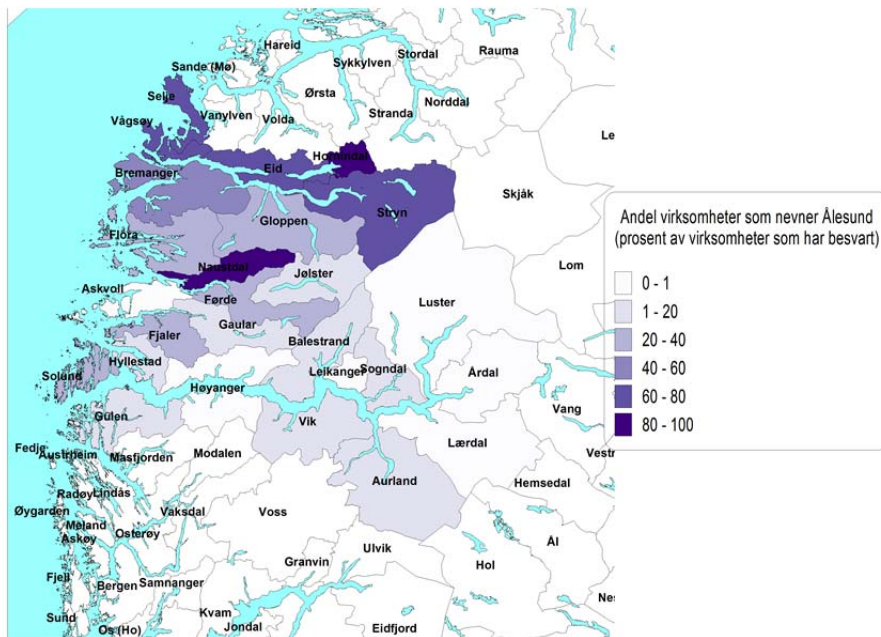 Hareid
Stordal
Rauma
Sande (Mø)
Sykkylven
Selje
Ørsta
Norddal
Vanylven
Volda
Stranda
Vågsøy
Le
Hornindal
Bremanger
Eid
Skjåk
Stryn
Gloppen
Flora
Naustdal
Jølster
Lom
Askvoll
Førde
Luster
Gaular
Fjaler
Balestrand
Hyllestad
Leikanger
Sogndal
Solund
Årdal
Høyanger
Vang
Gulen
Vik
Lærdal
Fedje
Austrheim
Modalen
Vestr
Masfjorden
Aurland
Hemsedal
Radøy
Lindås
Øygarden
Vaksdal
Voss
Meland
Askøy
Osterøy
Ål
Ulvik
Granvin
Hol
Fjell
Bergen
Samnanger
Nes
Sund
Kvam
Os (Ho)
Jondal
Eidfjord
Andel virksomheter som nevner Ålesund
(prosent av virksomheter som har besvart)
0 - 1
1 - 20
20 - 40
40 - 60
60 - 80
80 - 100